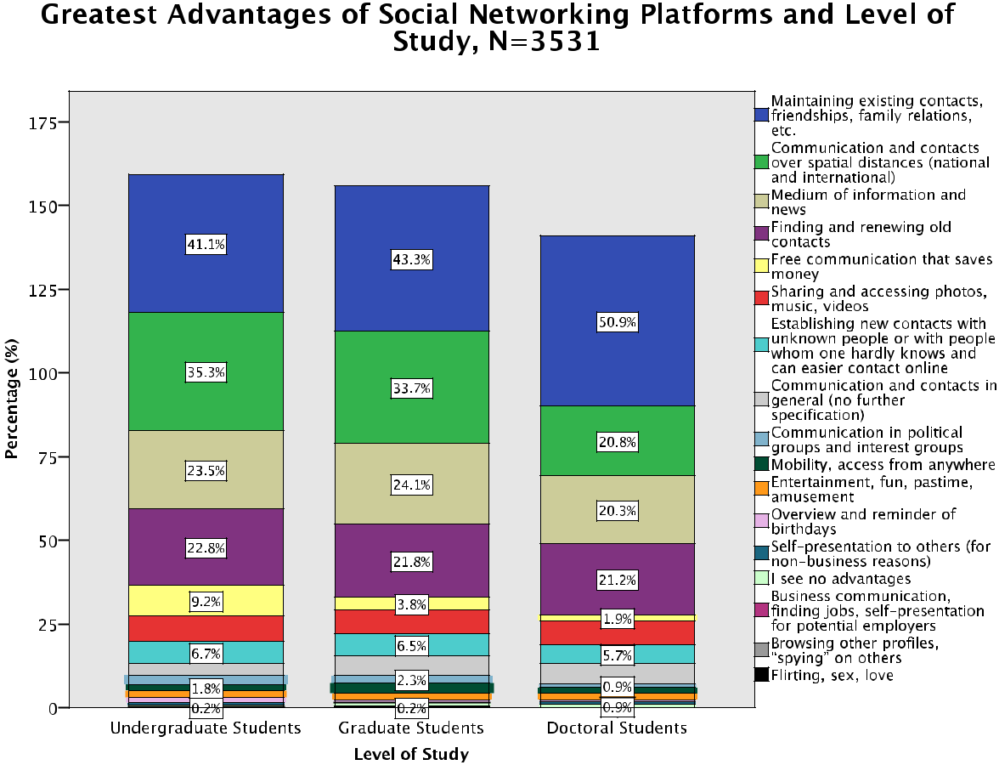 Greatest Advantages of Social Networking Platforms and Level of
Study, N=3531
Percentage (%)
175
150
125
100
75
50
25
0
41.1%
35.3%
23.5%
22.8%
9.2%
6.7%
1.8%
0.2%
43.3%
33.7%
24.1%
21.8%
3.8%
6.5%
2.3%
0.2%
50.9%
20.8%
20.3%
21.2%
1.9%
5.7%
0.9%
0.9%
Undergraduate Students
Graduate Students
Doctoral Students
Level of Study
Maintaining existing contacts,
friendships, family relations,
etc.
Communication and contacts
over spatial distances (national
and international)
Medium of information and
news
Finding and renewing old
contacts
Free communication that saves
money
Sharing and accessing photos,
music, videos
Establishing new contacts with
unknown people or with people
whom one hardly knows and
can easier contact online
Communication and contacts in
general (no further
specification)
Communication in political
groups and interest groups
Mobility, access from anywhere
Entertainment, fun, pastime,
amusement
Overview and reminder of
birthdays
Self-presentation to others (for
non-business reasons)
I see no advantages
Business communication,
finding jobs, self-presentation
for potential employers
Browsing other profiles,
“spying” on others
Flirting, sex, love